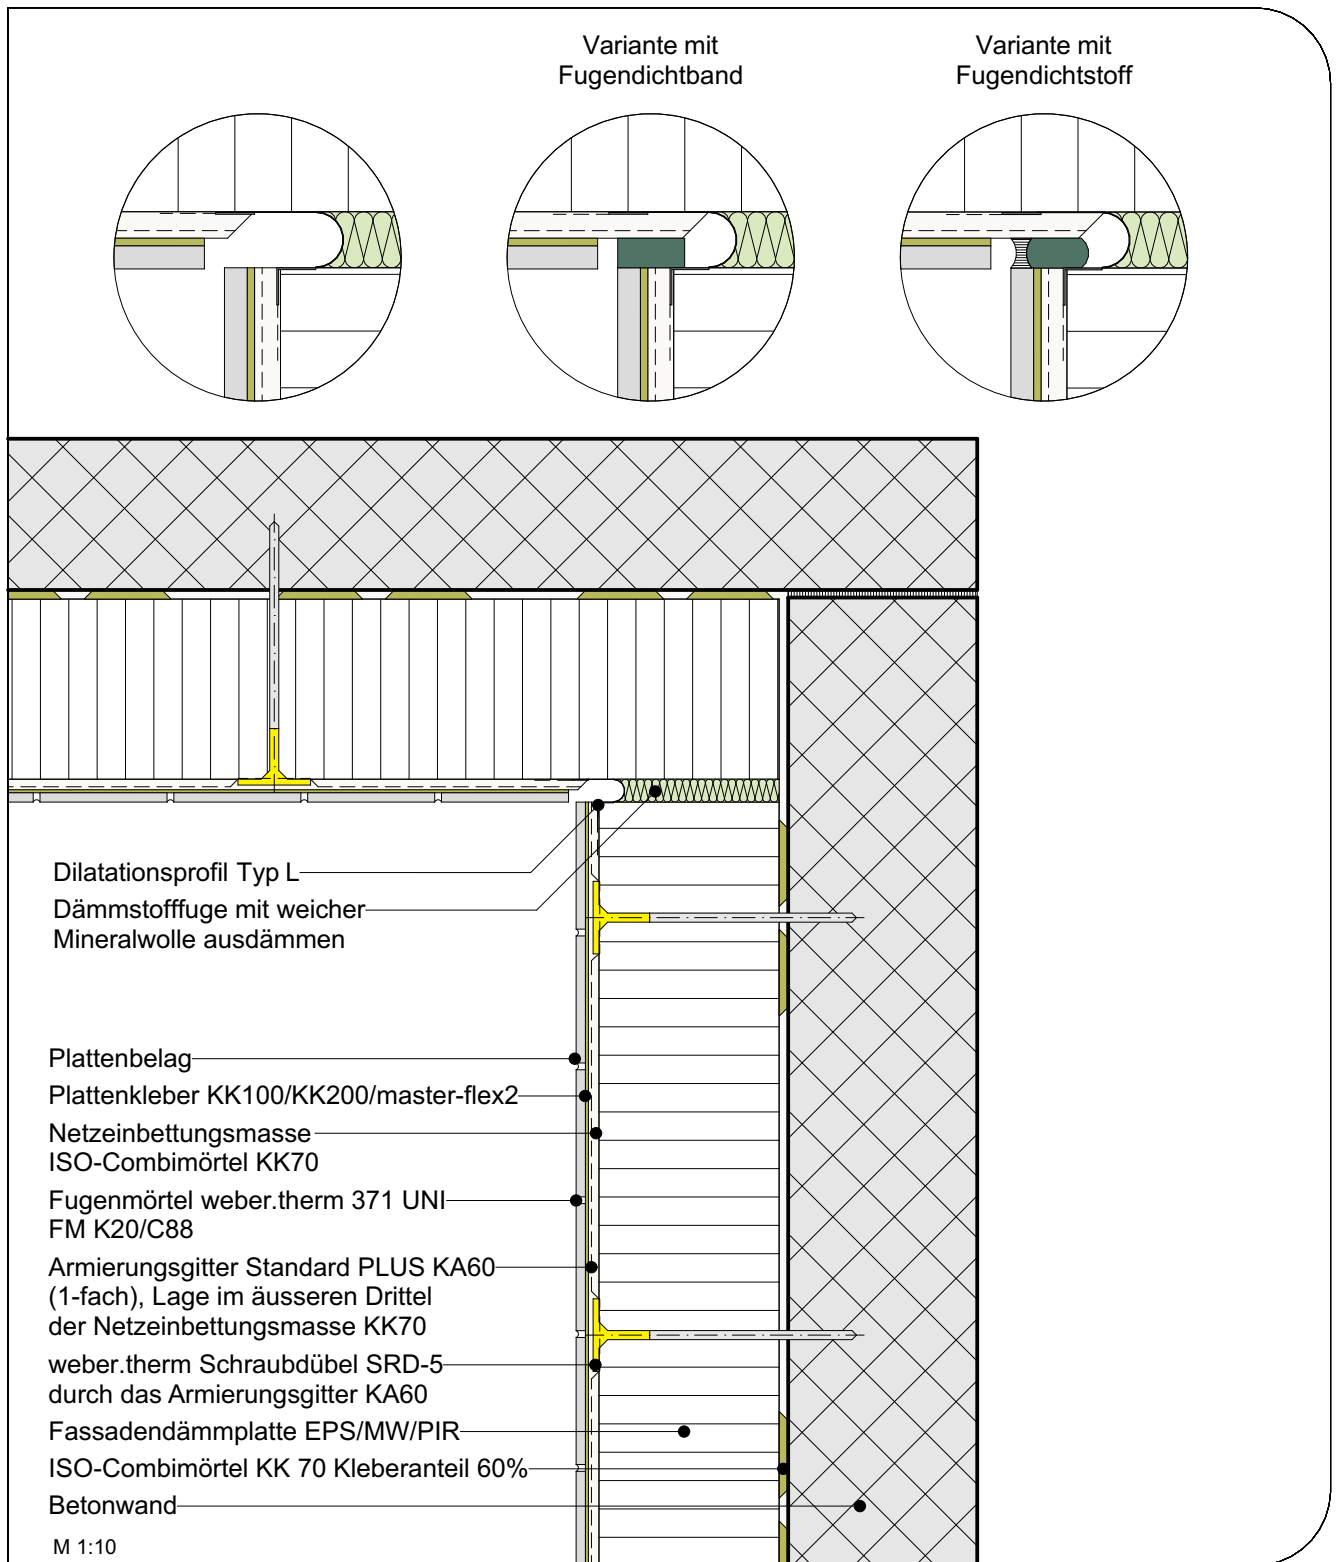 Variante mit
Fugendichtband
Variante mit
Fugendichtstoff
Dilatationsprofil Typ L
Dämmstofffuge mit weicher
Mineralwolle ausdämmen
Plattenbelag
Plattenkleber KK100/KK200/master-flex2
Netzeinbettungsmasse
ISO-Combimörtel KK70
Fugenmörtel weber.therm 371 UNI
FM K20/C88
Armierungsgitter Standard PLUS KA60
(1-fach), Lage im äusseren Drittel
der Netzeinbettungsmasse KK70
weber.therm Schraubdübel SRD-5
durch das Armierungsgitter KA60
Fassadendämmplatte EPS/MW/PIR
ISO-Combimörtel KK 70 Kleberanteil 60%
Betonwand
M 1:10